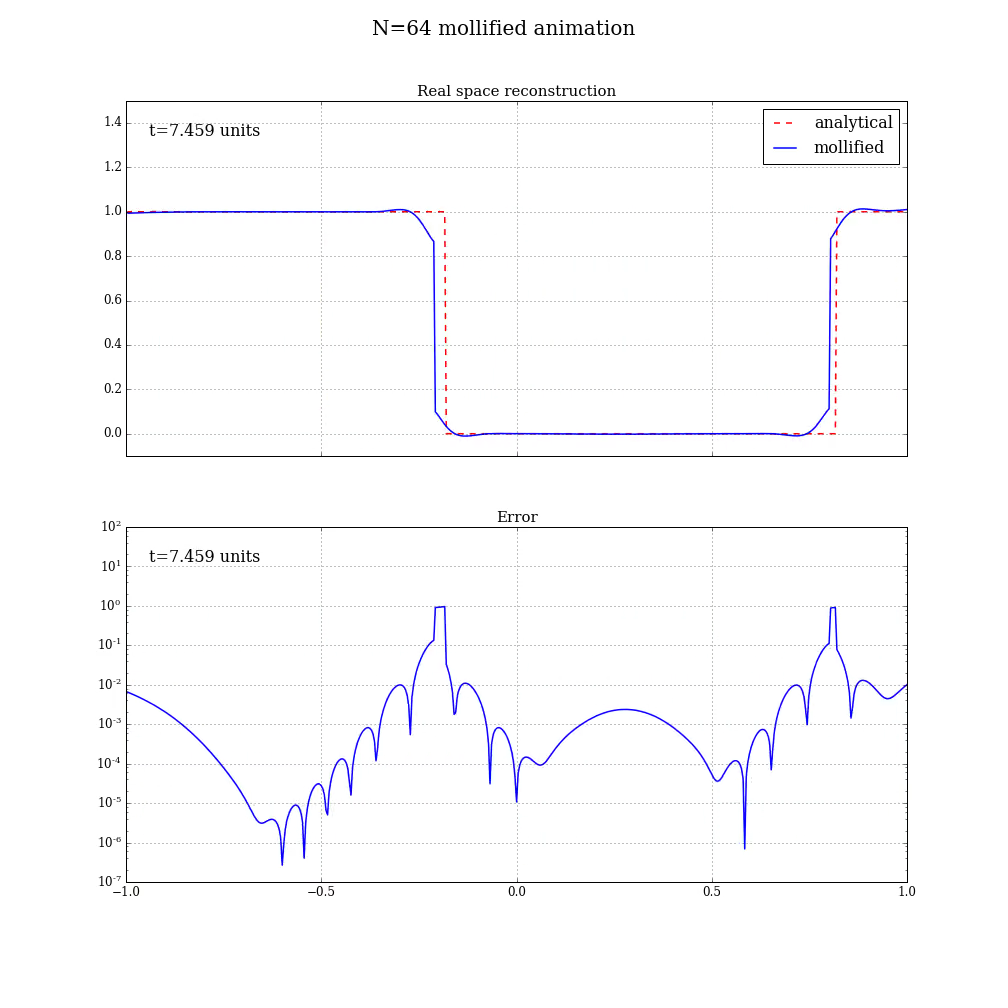 N=64 mollified animation
Real space reconstruction
t=7.459 units
analytical
mollified
1.4
1.2
1.0
0.8
0.6
0.4
0.2
0.0
Error
t=7.459 units
10²
10¹
10⁰
10⁻¹
10⁻²
10⁻³
10⁻⁴
10⁻⁵
10⁻⁶
10⁻⁷
−1.0 −0.5 0.0 0.5 1.0